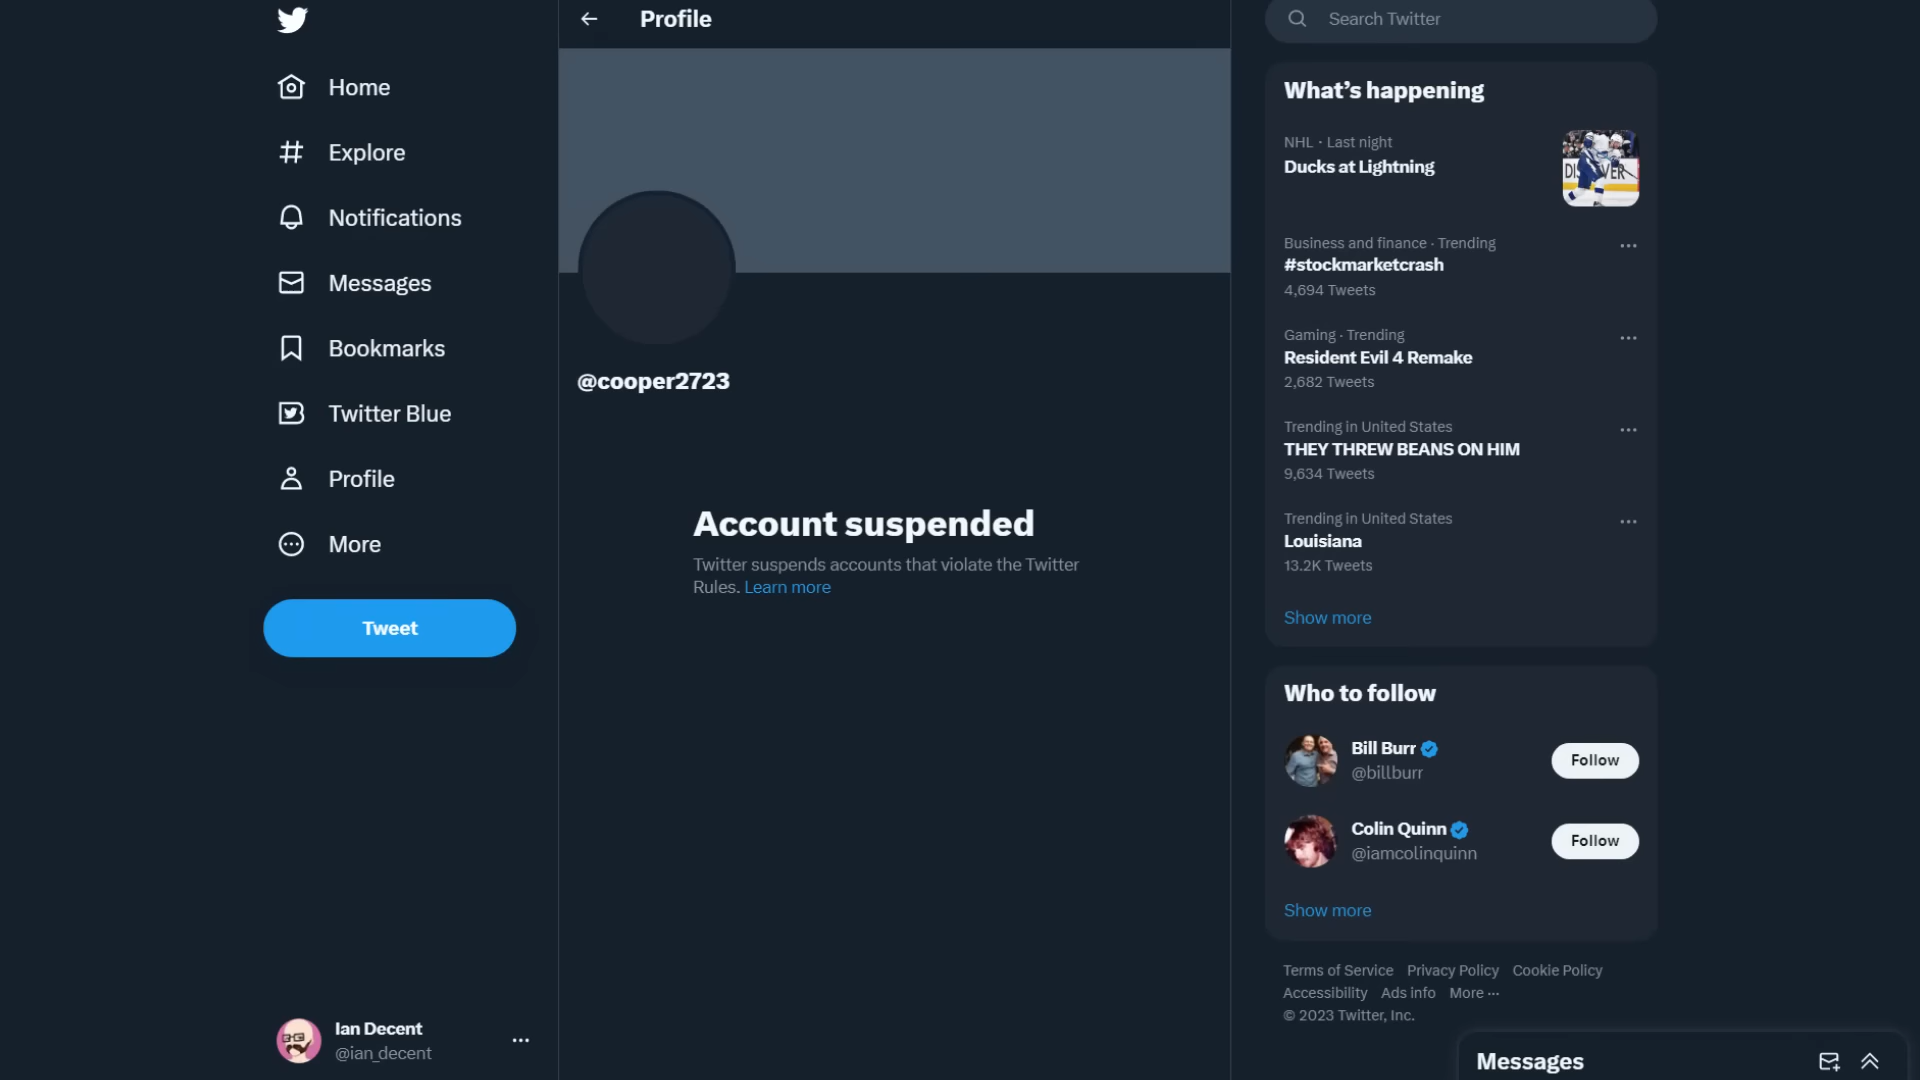 Home
Explore
Notifications
Messages
Bookmarks
Twitter Blue
Profile
More
Tweet
Ian Decent
@ian_decent
Profile
@cooper2723
Account suspended
Twitter suspends accounts that violate the Twitter
Rules. Learn more
Search Twitter
What’s happening
NHL · Last night
Ducks at Lightning
Business and finance · Trending
#stockmarketcrash
4,694 Tweets
Gaming · Trending
Resident Evil 4 Remake
2,682 Tweets
Trending in United States
THEY THREW BEANS ON HIM
9,634 Tweets
Trending in United States
Louisiana
13.2K Tweets
Show more
Who to follow
Bill Burr
@billburr
Follow
Colin Quinn
@iamcolinquinn
Follow
Show more
Terms of Service Privacy Policy Cookie Policy
Accessibility Ads info More ···
© 2023 Twitter, Inc.
Messages